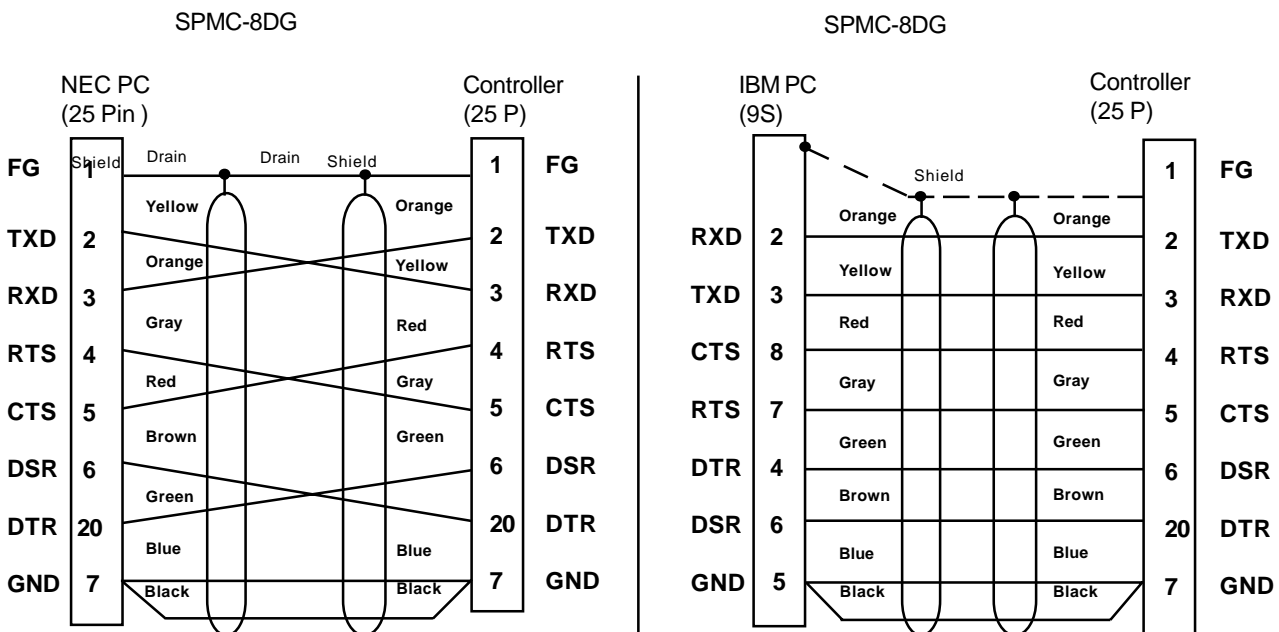 SPMC-8DG
NEC PC
(25 Pin )
Controller
(25 P)
FG Shield 1 Drain Drain Shield 1 FG
Yellow Orange
TXD 2 2 TXD
Orange Yellow
RXD 3 3 RXD
Gray Red
RTS 4 4 RTS
Red Gray
CTS 5 5 CTS
Brown Green
DSR 6 6 DSR
Green
DTR 20 20 DTR
Blue Blue
GND 7 7 GND
Black Black
SPMC-8DG
IBM PC
(9S)
Controller
(25 P)
1 FG
Shield
Orange Orange
RXD 2 2 TXD
Yellow Yellow
TXD 3 3 RXD
Red Red
CTS 8 4 RTS
Gray Gray
RTS 7 5 CTS
Green Green
DTR 4 6 DSR
Brown Brown
DSR 6 20 DTR
Blue Blue
GND 5 7 GND
Black Black